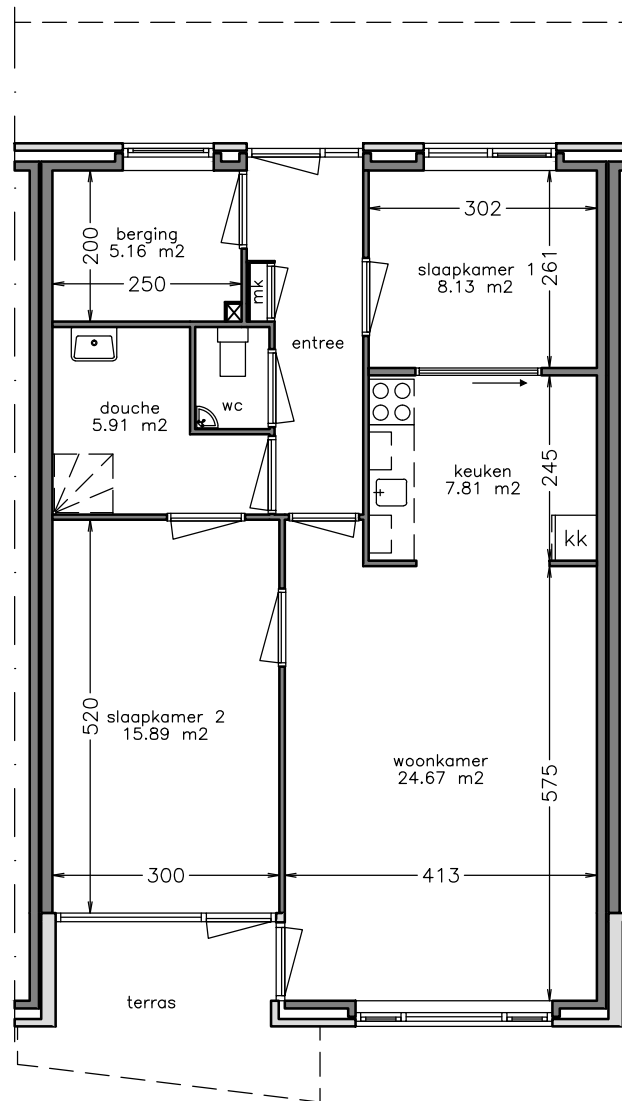 berging
5.16 m2
200
250
mk
302
slaapkamer 1
8.13 m2
261
entree
wc
douche
5.91 m2
keuken
7.81 m2
245
kk
520
slaapkamer 2
15.89 m2
300
woonkamer
24.67 m2
575
413
terras